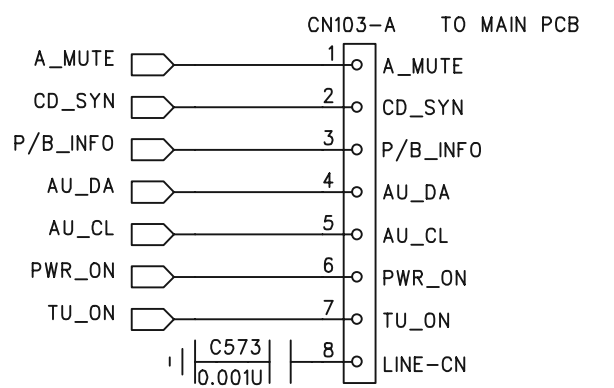 CN103-A TO MAIN PCB
A_MUTE 1 A_MUTE
CD_SYN 2 CD_SYN
P/B_INFO 3 P/B_INFO
AU_DA 4 AU_DA
AU_CL 5 AU_CL
PWR_ON 6 PWR_ON
TU_ON 7 TU_ON
C573 8 LINE-CN
0.001U